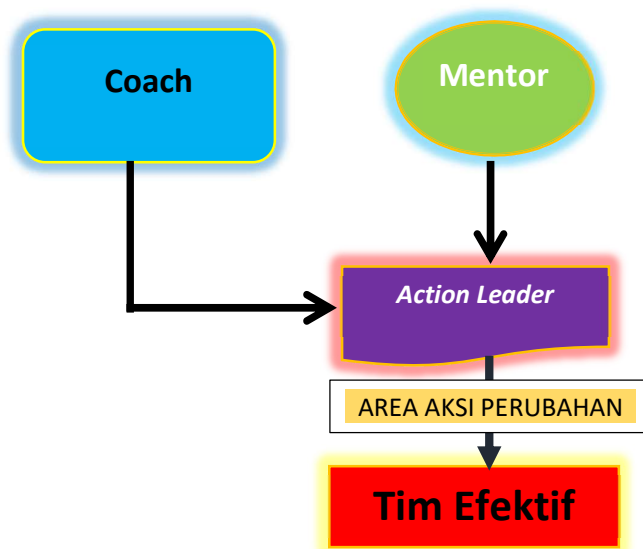 Coach
Mentor
Action Leader
AREA AKSI PERUBAHAN
Tim Efektif